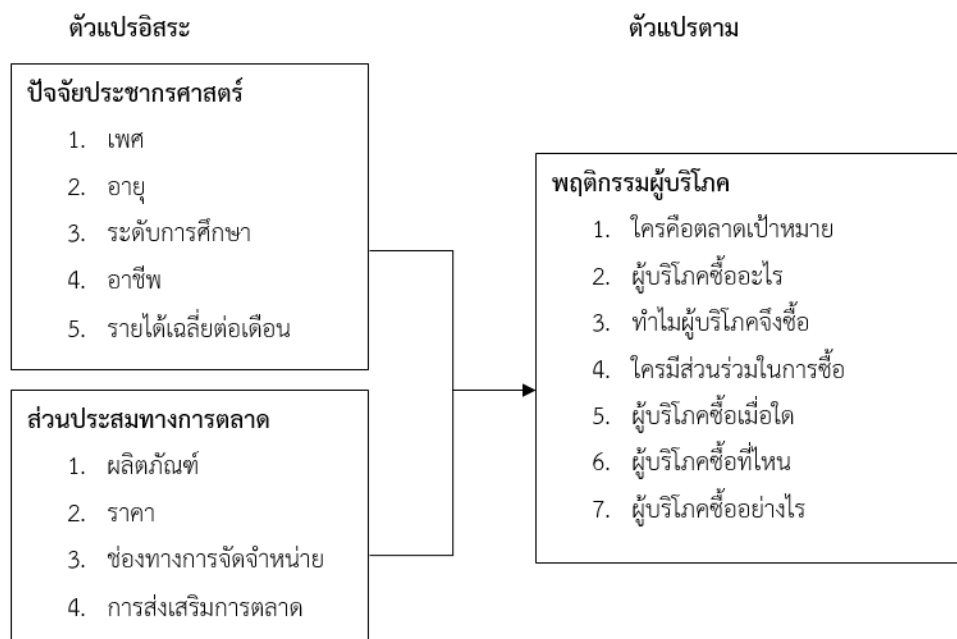 ตัวแปรอิสระ
ตัวแปรตาม
ปัจจัยประชากรศาสตร์
1. เพศ
2. อายุ
3. ระดับการศึกษา
4. อาชีพ
5. รายได้เฉลี่ยต่อเดือน
ส่วนประสมทางการตลาด
1. ผลิตภัณฑ์
2. ราคา
3. ช่องทางการจัดจำหน่าย
4. การส่งเสริมการตลาด
พฤติกรรมผู้บริโภค
1. ใครคือตลาดเป้าหมาย
2. ผู้บริโภคซื้ออะไร
3. ทำไมผู้บริโภคจึงซื้อ
4. ใครมีส่วนร่วมในการซื้อ
5. ผู้บริโภคซื้อเมื่อใด
6. ผู้บริโภคซื้อที่ไหน
7. ผู้บริโภคซื้ออย่างไร